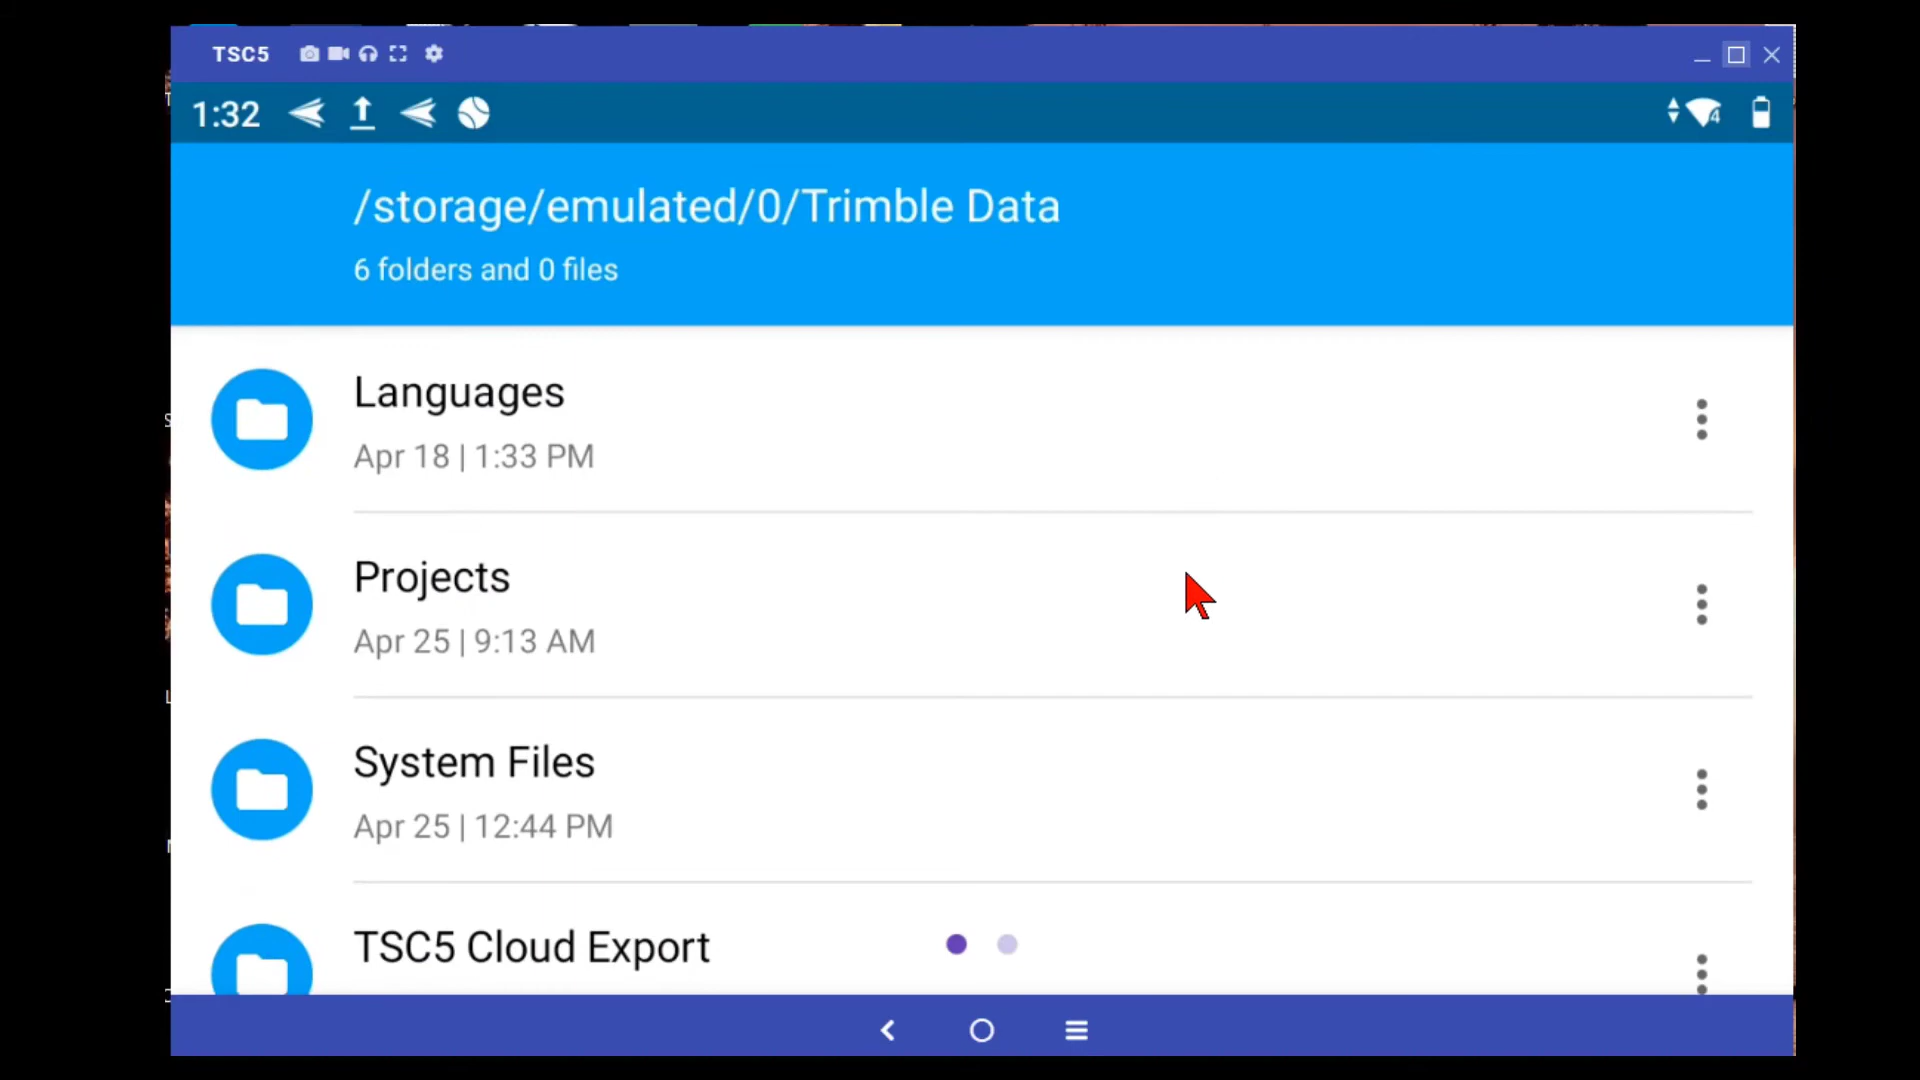 TSC5
1:32
4
/storage/emulated/0/Trimble Data
6 folders and 0 files
Languages
Apr 18 | 1:33 PM
Projects
Apr 25 | 9:13 AM
System Files
Apr 25 | 12:44 PM
TSC5 Cloud Export